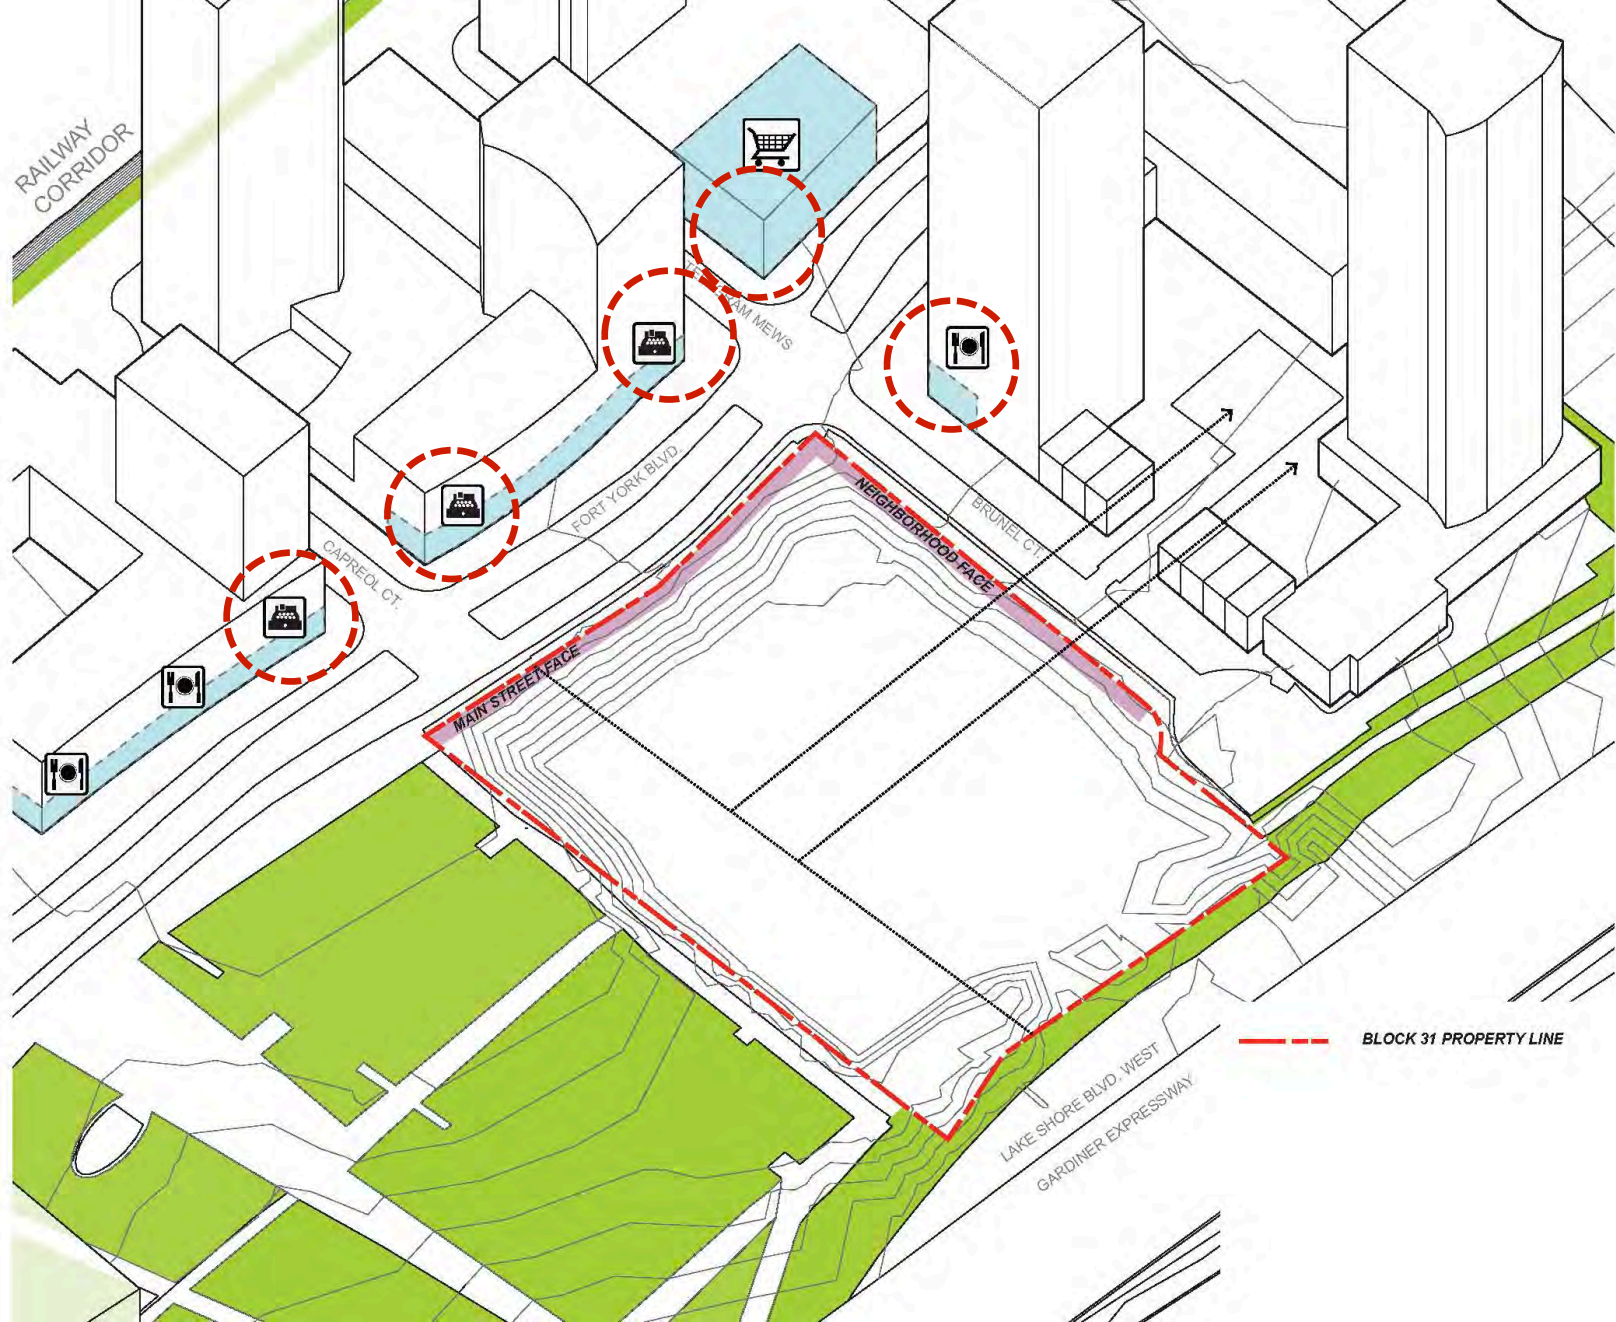 RAILWAY
CORRIDOR
MEWS
FORT YORK BLVD.
NEIGHBORHOOD FACE
BRUNEL CT.
CAPREOL CT.
MAIN STREET FACE
BLOCK 31 PROPERTY LINE
LAKE SHORE BLVD. WEST
GARDINER EXPRESSWAY